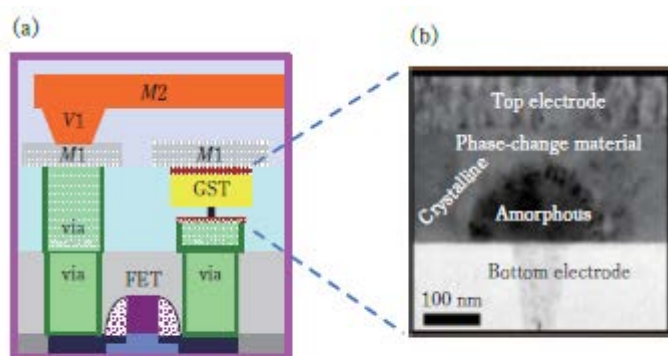 (a)
(b)
M2
V1
M1
M1
GST
via
via
FET
via
Top electrode
Phase-change material
Crystalline
Amorphous
Bottom electrode
100 nm